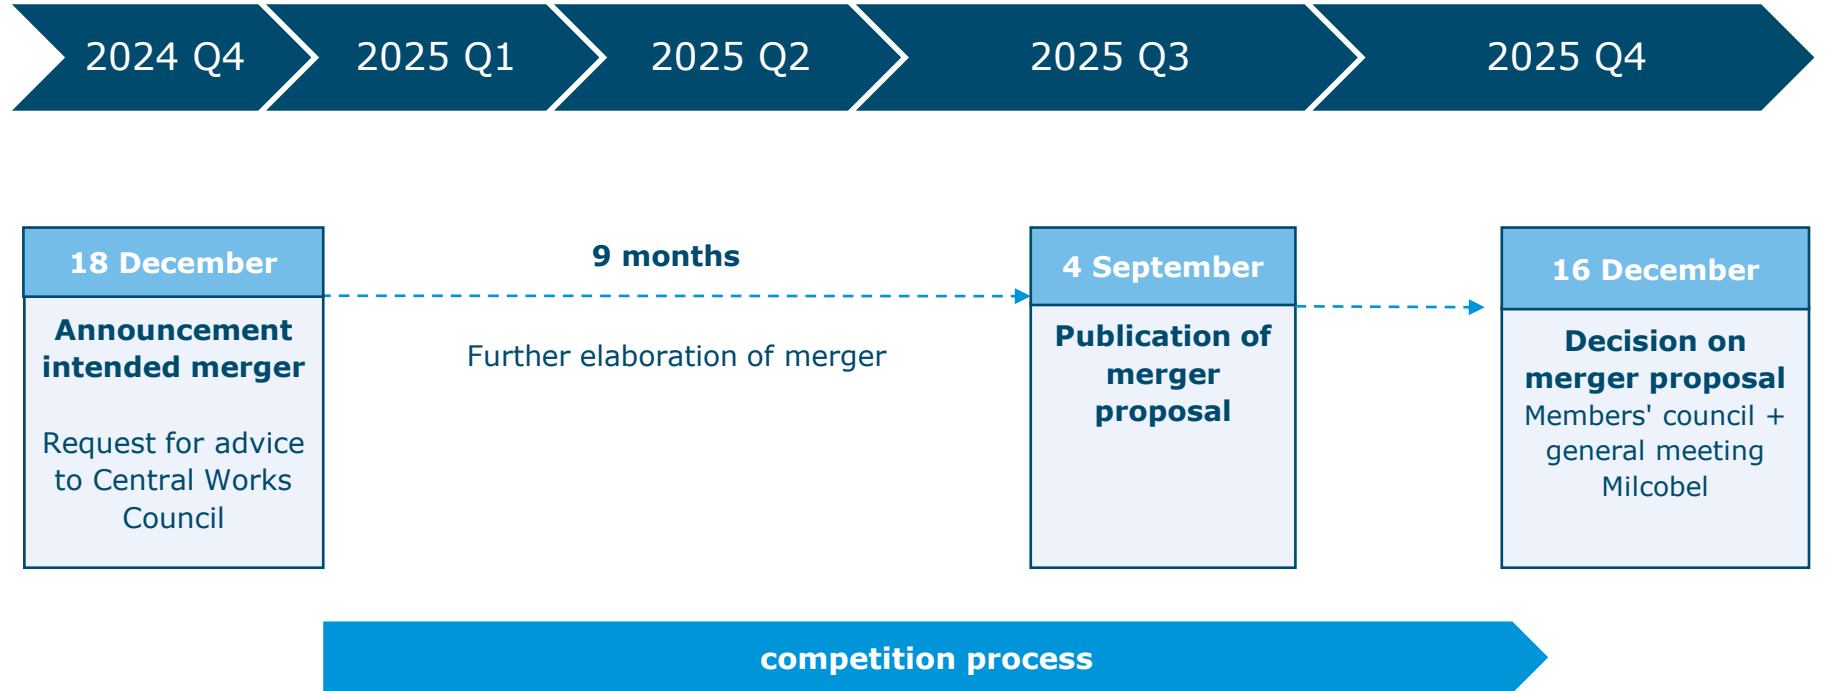 2024 Q4
2025 Q1
2025 Q2
2025 Q3
2025 Q4
18 December
Announcement
intended merger
Request for advice
to Central Works
Council
9 months
Further elaboration of merger
4 September
Publication of
merger
proposal
16 December
Decision on
merger proposal
Members' council +
general meeting
Milcobel
competition process